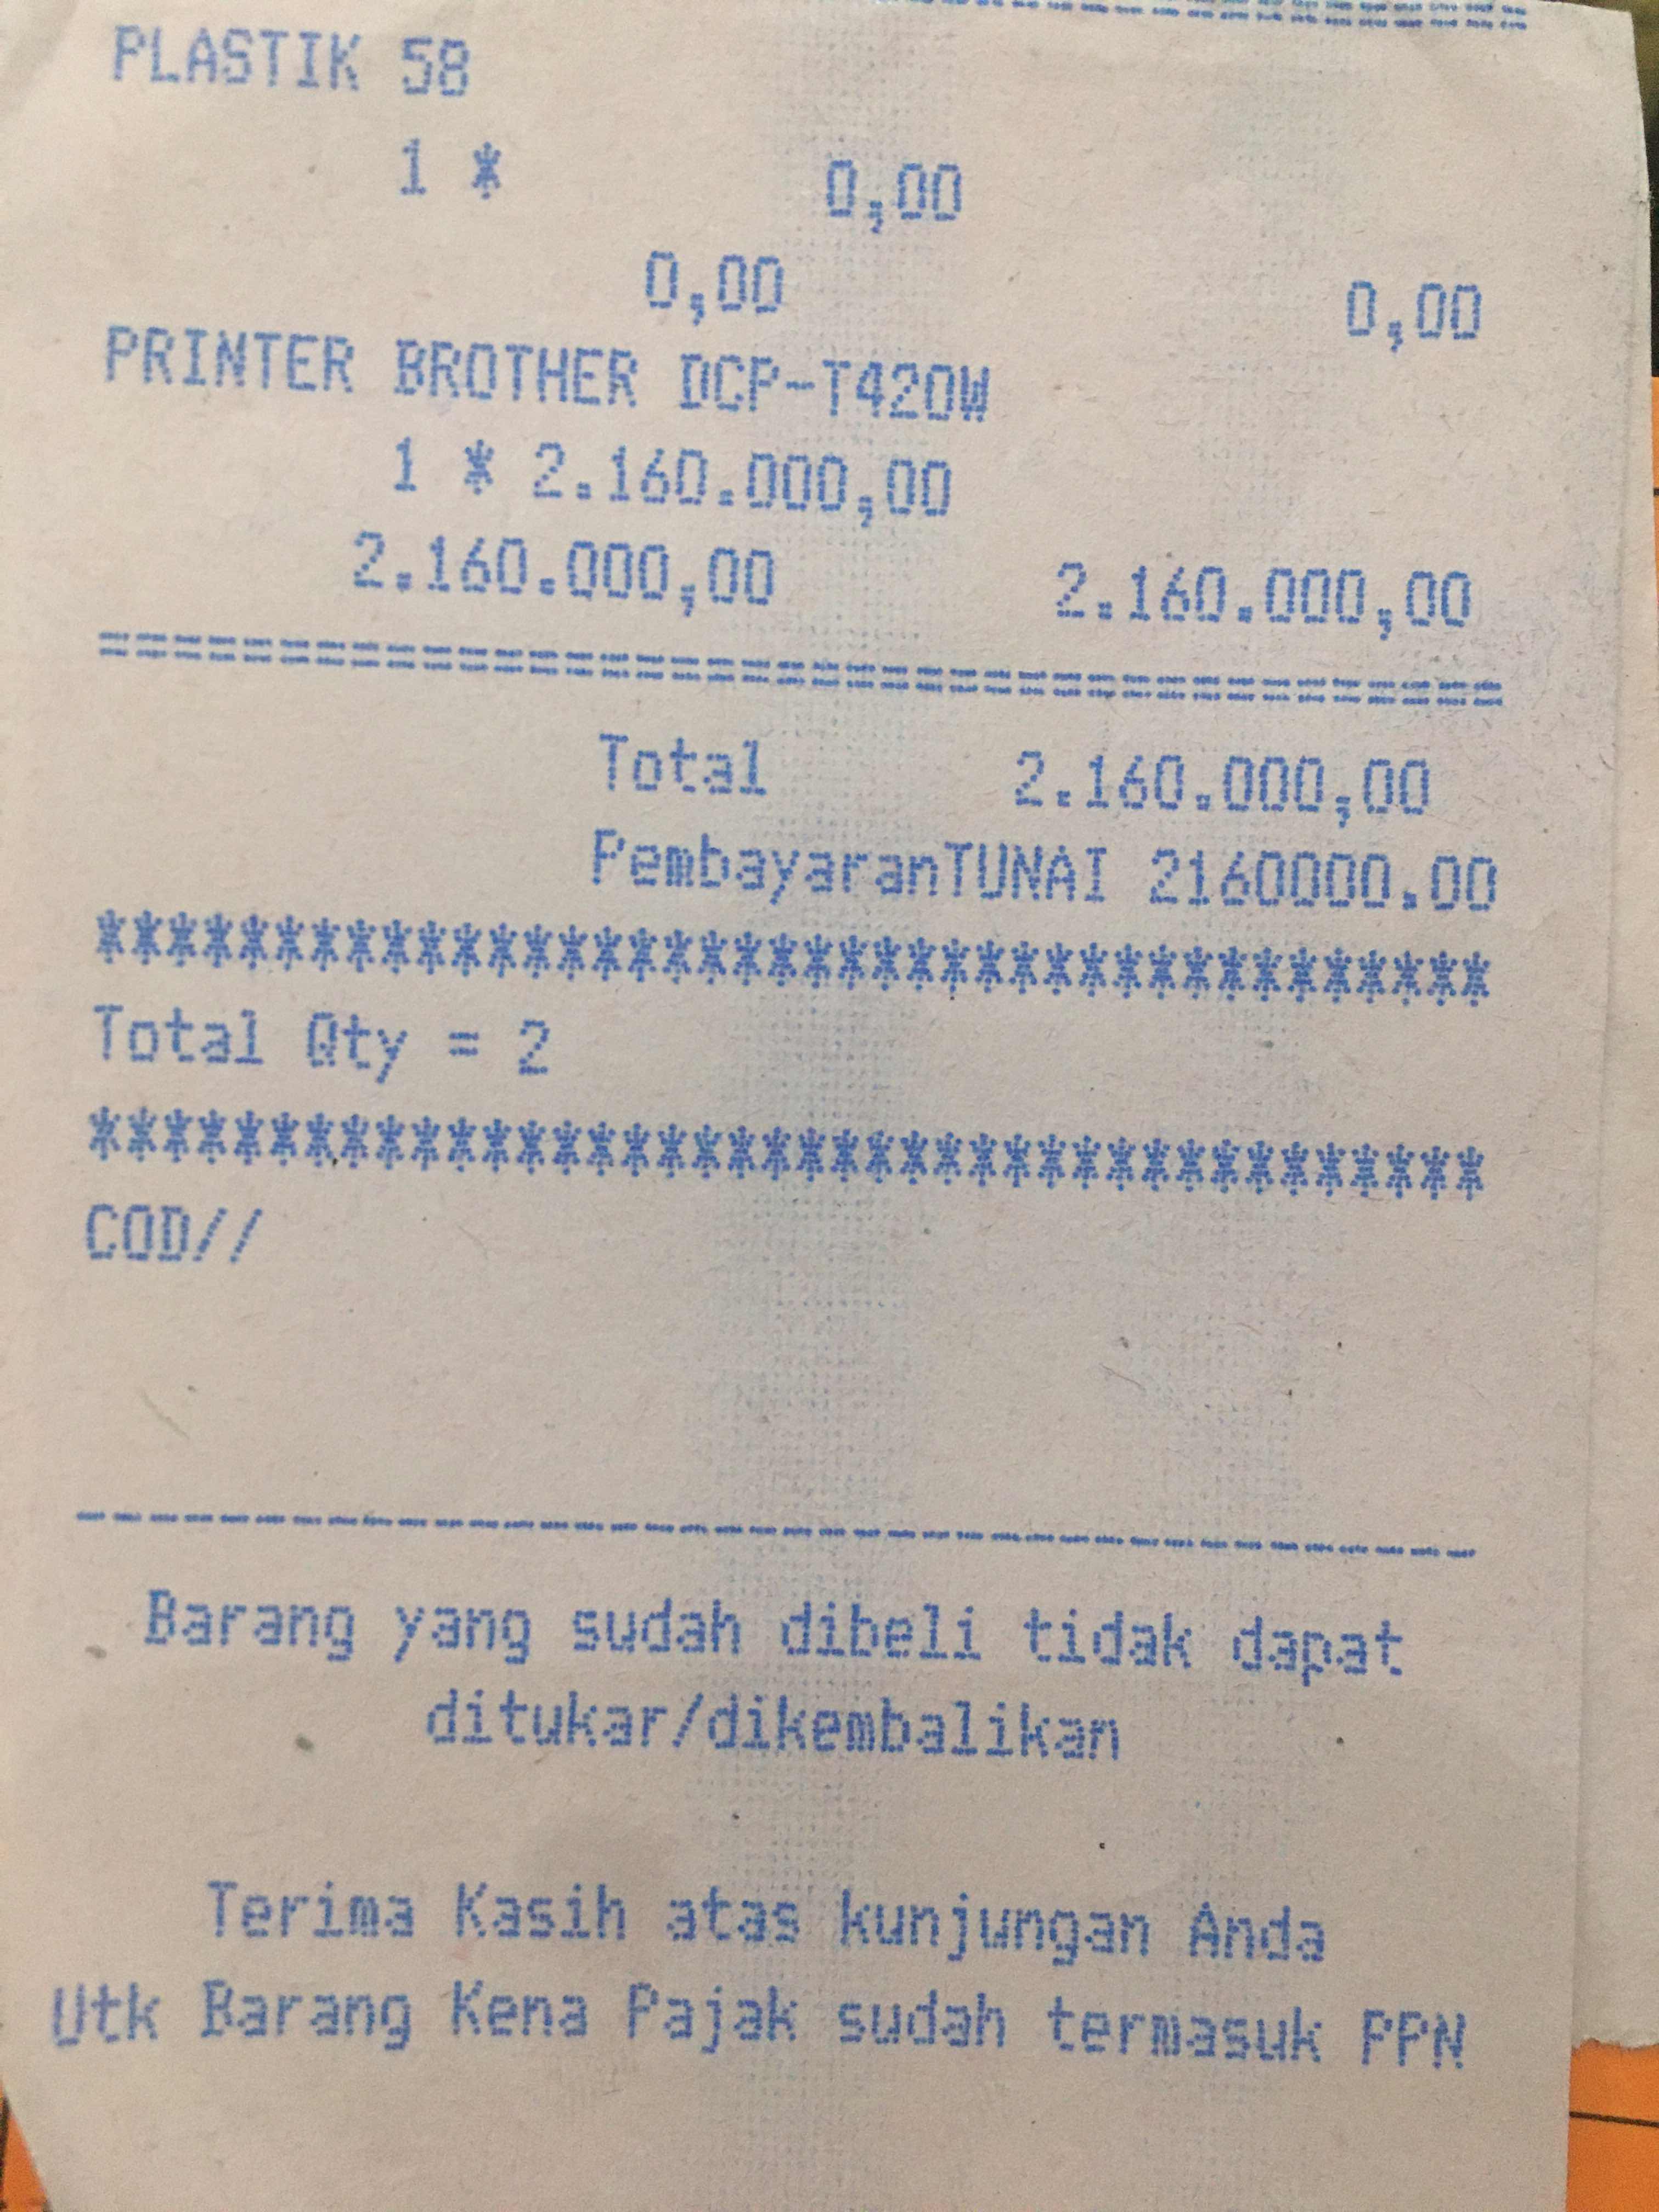 PLASTIK 58
1 * 0,00
0,00 0,00
PRINTER BROTHER DCP-T420W
1 * 2.160.000,00
2.160.000,00 2.160.000,00
Total 2.160.000,00
PembayaranTUNAI 2160000.00
****************************************
Total Qty = 2
****************************************
COD//
Barang yang sudah dibeli tidak dapat
ditukar/dikembalikan
Terima Kasih atas kunjungan Anda
Utk Barang Kena Pajak sudah termasuk PPN